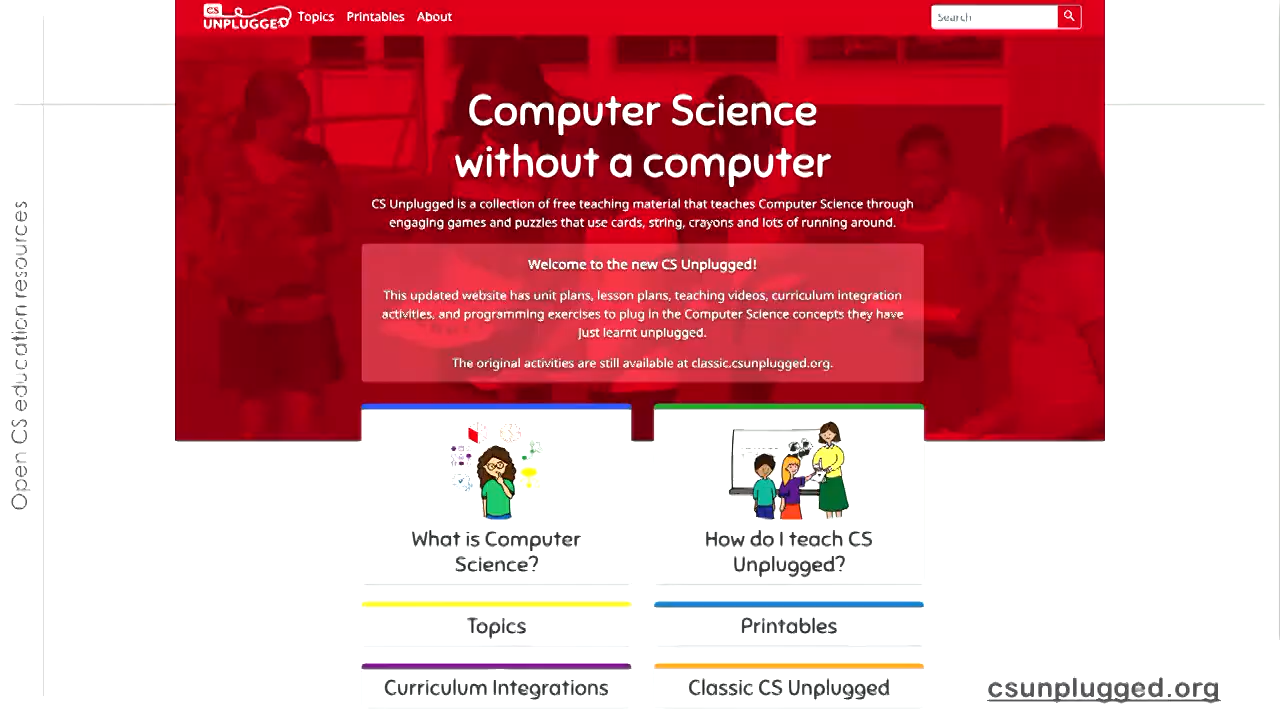 CS
UNPLUGGED
Topics
Printables
About
Search
Computer Science
without a computer
CS Unplugged is a collection of free teaching material that teaches Computer Science through
engaging games and puzzles that use cards, string, crayons and lots of running around.
Welcome to the new CS Unplugged!
This updated website has unit plans, lesson plans, teaching videos, curriculum integration
activities, and programming exercises to plug in the Computer Science concepts they have
just learnt unplugged.
The original activities are still available at classic.csunplugged.org.
What is Computer
Science?
How do I teach CS
Unplugged?
Topics
Printables
Curriculum Integrations
Classic CS Unplugged
Open CS education resources
csunplugged.org